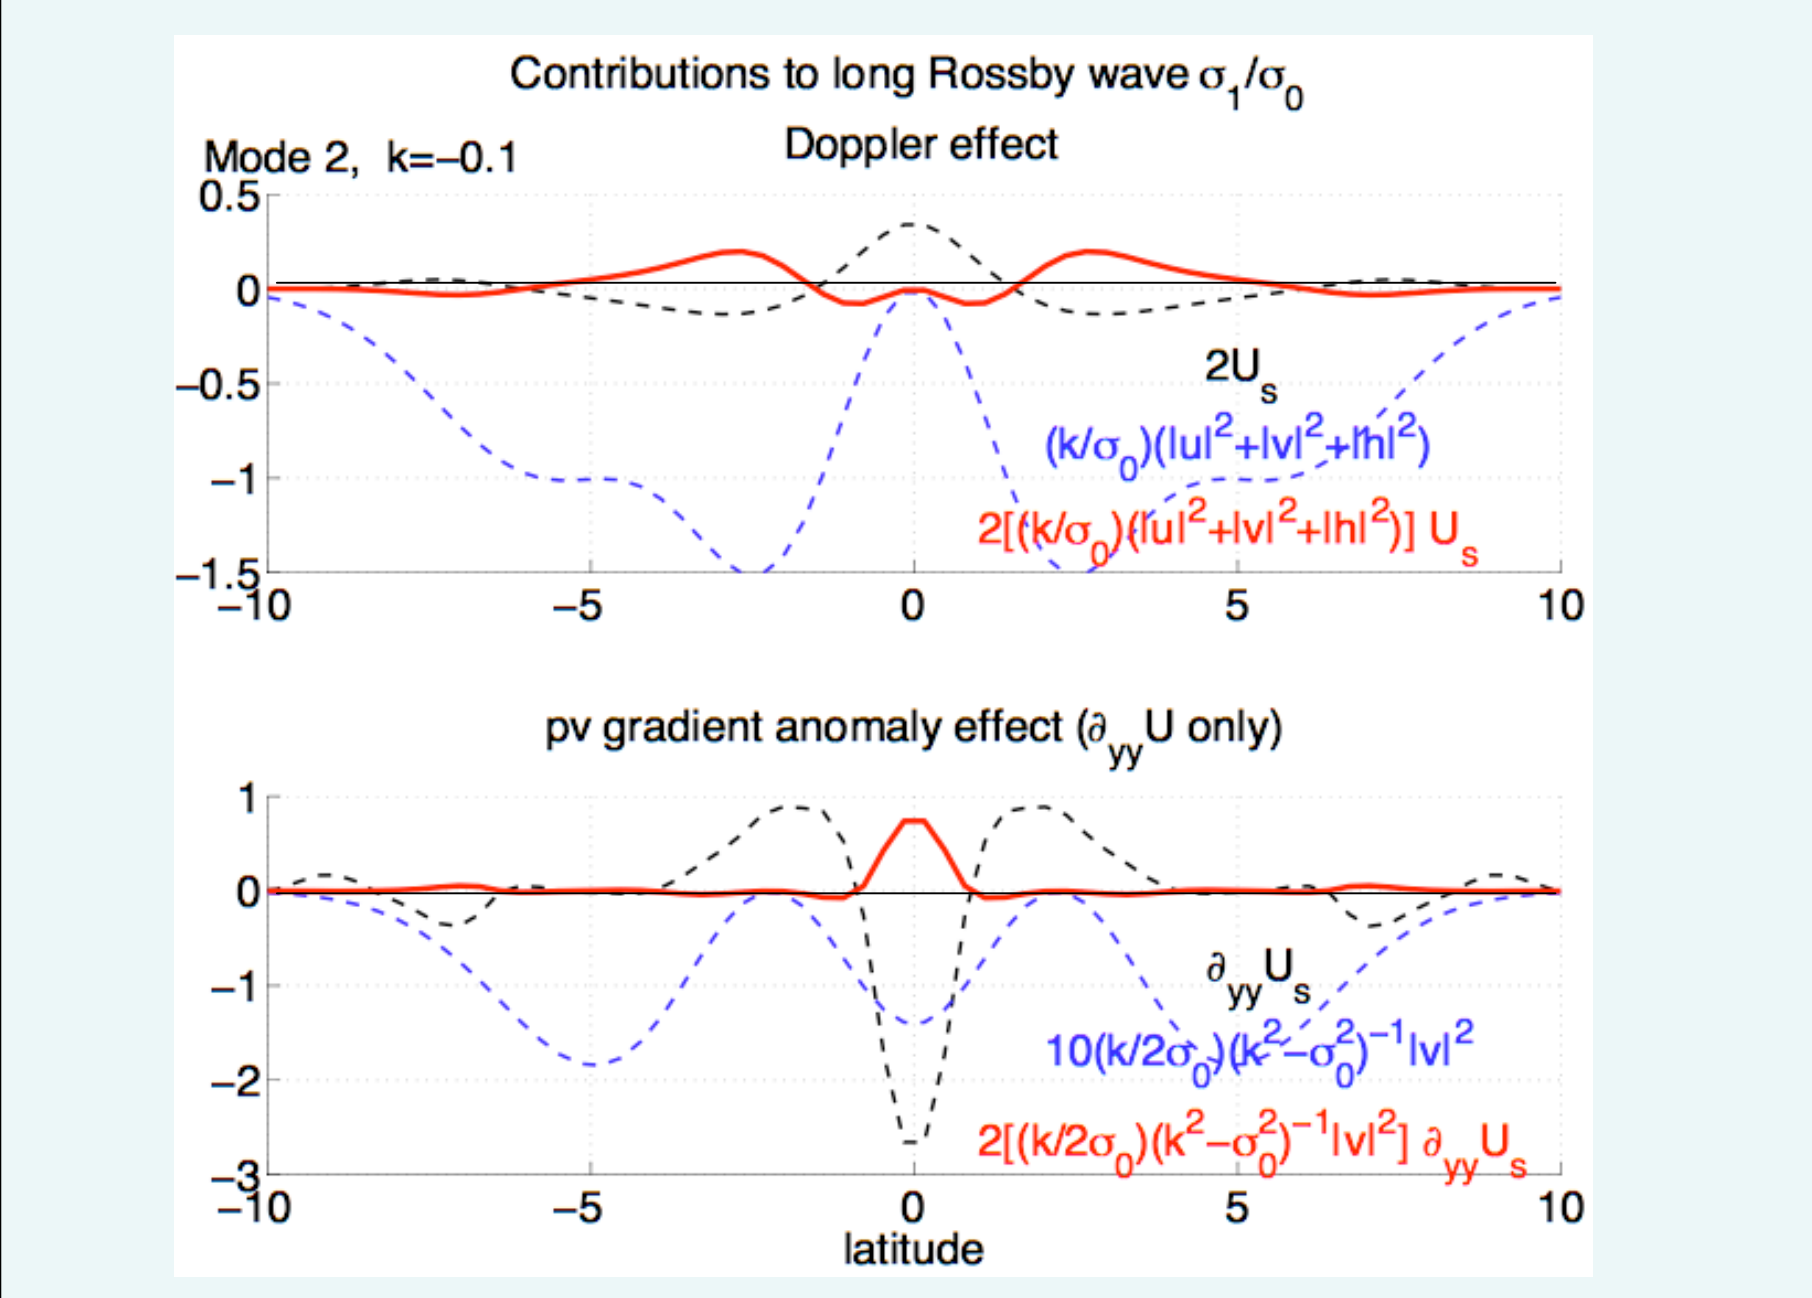 Contributions to long Rossby wave σ₁/σ₀
Doppler effect
Mode 2, k=−0.1
0.5
0
−0.5
−1
−1.5
2Uₛ
(k/σ₀)(|u|²+|v|²+|h|²)
2[(k/σ₀)(|u|²+|v|²+|h|²)] Uₛ
−10 −5 0 5 10
pv gradient anomaly effect (∂yyU only)
1
0
−1
−2
−3
∂yyUₛ
10(k/2σ₀)(k²−σ₀²)⁻¹|v|²
2[(k/2σ₀)(k²−σ₀²)⁻¹|v|²] ∂yyUₛ
−10 −5 0 5 10
latitude